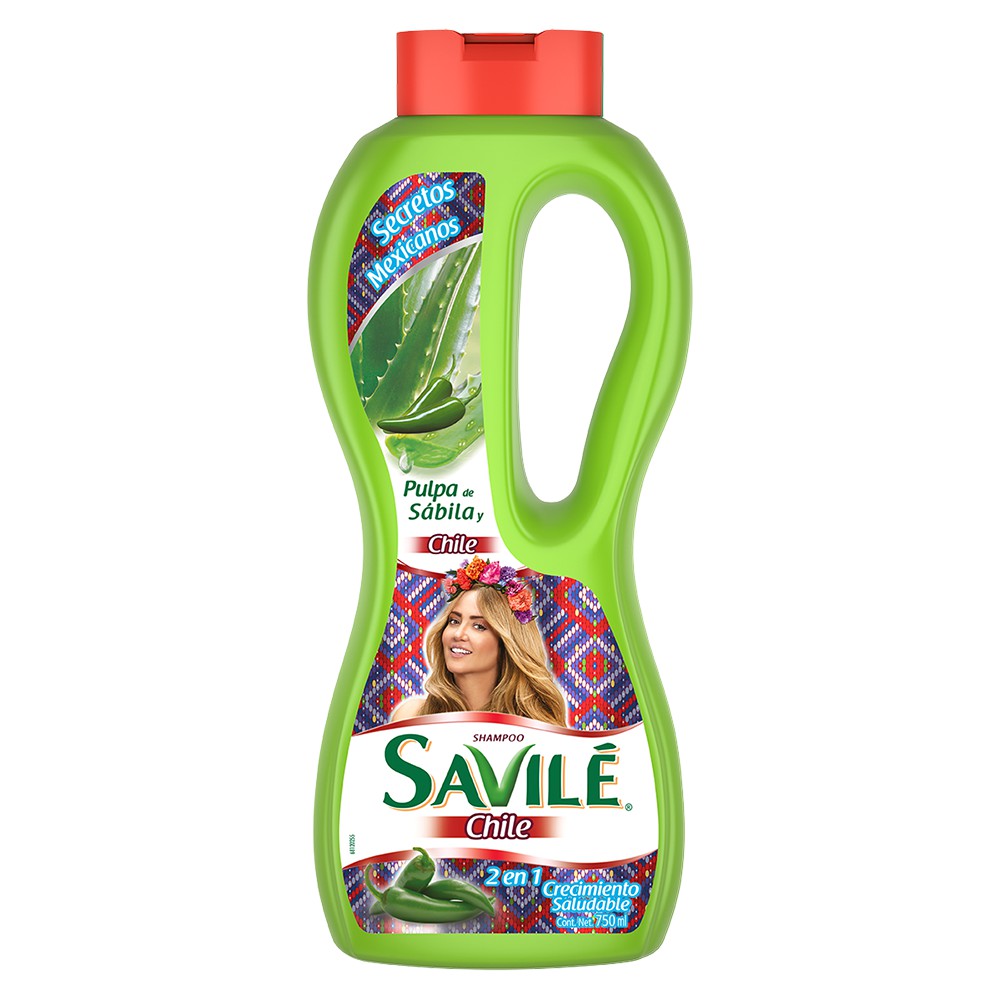 Secretos
Mexicanos
Pulpa de
Sábila y
Chile
SHAMPOO
SAVILÉ®
Chile
2 en 1
Crecimiento
Saludable
Cont. Net. 750 ml